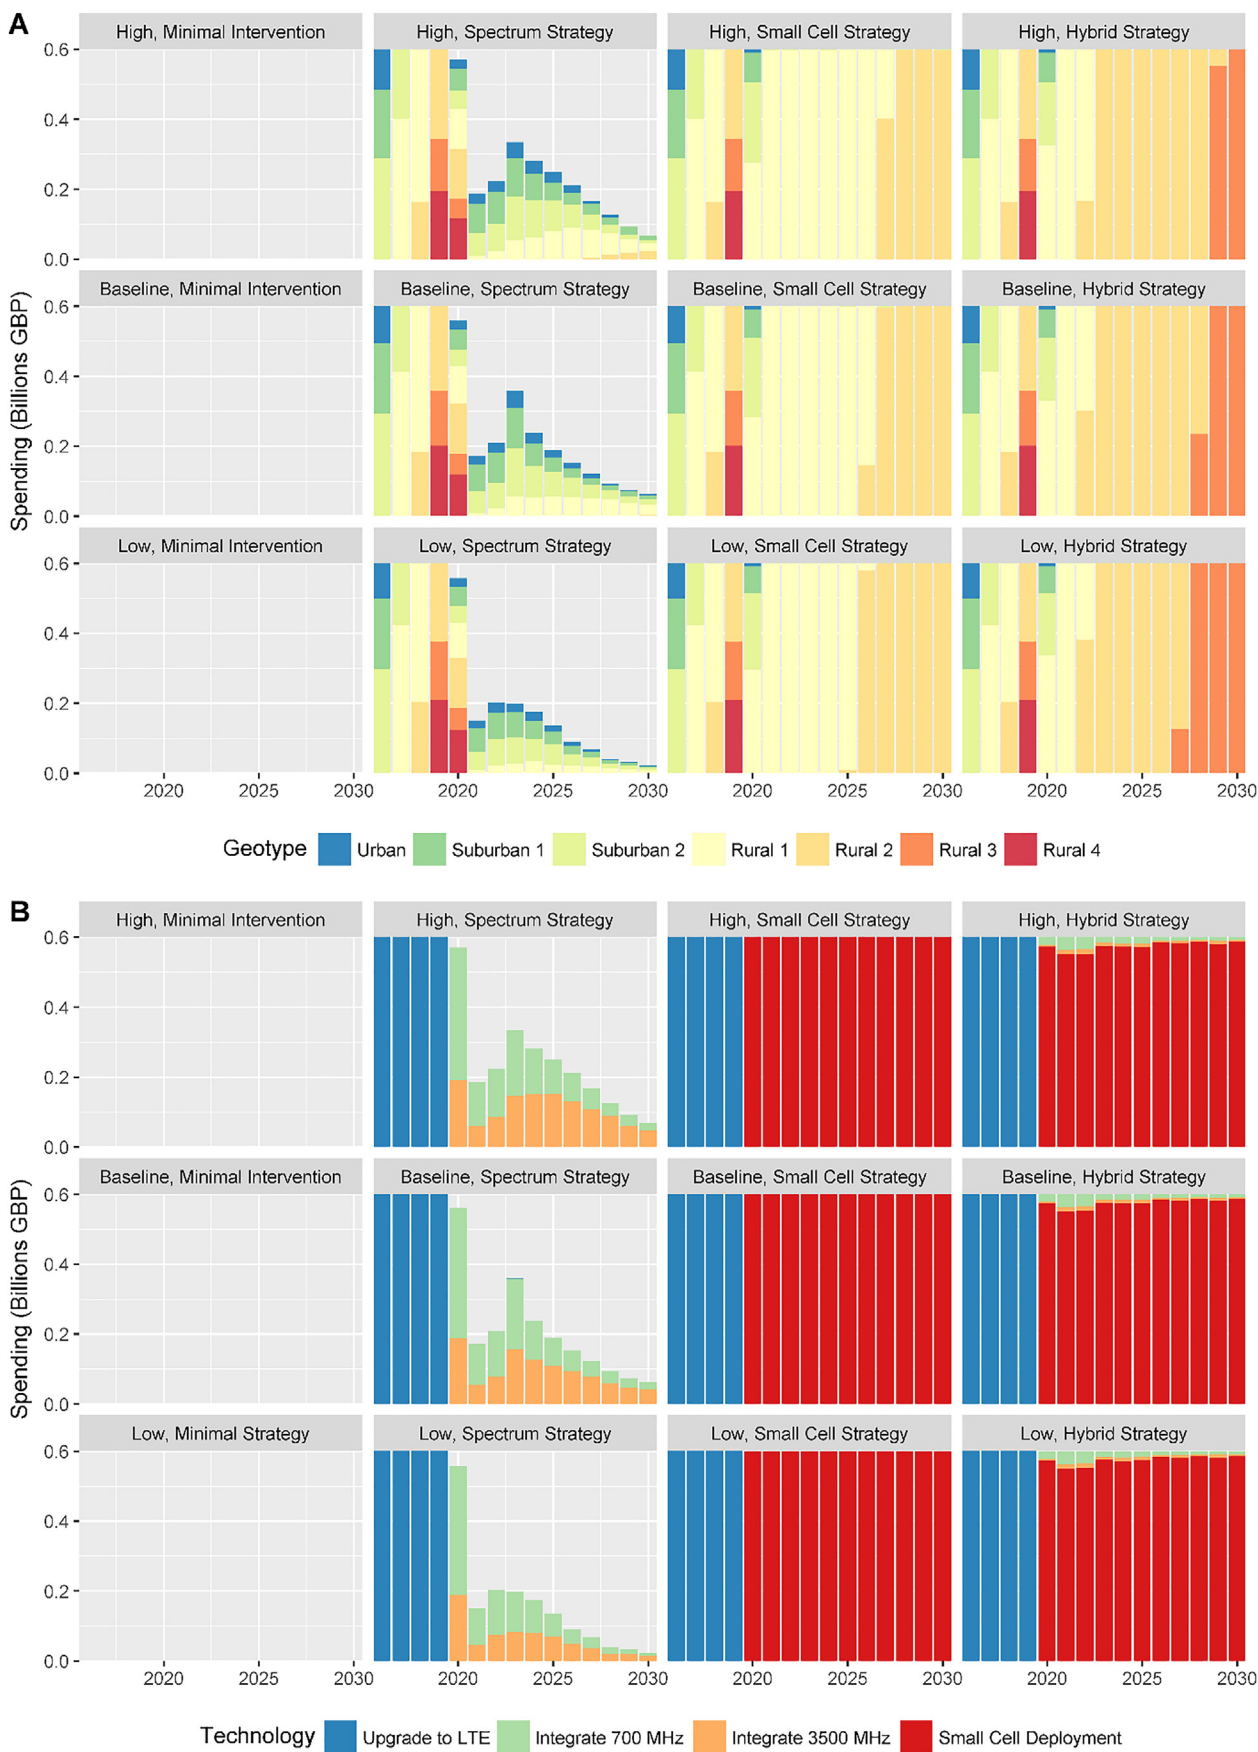 A
High, Minimal Intervention
High, Spectrum Strategy
High, Small Cell Strategy
High, Hybrid Strategy
0.6
0.4
0.2
0.0
Baseline, Minimal Intervention
Baseline, Spectrum Strategy
Baseline, Small Cell Strategy
Baseline, Hybrid Strategy
0.6
0.4
0.2
0.0
Spending (Billions GBP)
Low, Minimal Intervention
Low, Spectrum Strategy
Low, Small Cell Strategy
Low, Hybrid Strategy
0.6
0.4
0.2
0.0
2020 2025 2030
2020 2025 2030
2020 2025 2030
2020 2025 2030
Geotype Urban Suburban 1 Suburban 2 Rural 1 Rural 2 Rural 3 Rural 4
B
High, Minimal Intervention
High, Spectrum Strategy
High, Small Cell Strategy
High, Hybrid Strategy
0.6
0.4
0.2
0.0
Baseline, Minimal Intervention
Baseline, Spectrum Strategy
Baseline, Small Cell Strategy
Baseline, Hybrid Strategy
0.6
0.4
0.2
0.0
Spending (Billions GBP)
Low, Minimal Strategy
Low, Spectrum Strategy
Low, Small Cell Strategy
Low, Hybrid Strategy
0.6
0.4
0.2
0.0
2020 2025 2030
2020 2025 2030
2020 2025 2030
2020 2025 2030
Technology Upgrade to LTE Integrate 700 MHz Integrate 3500 MHz Small Cell Deployment